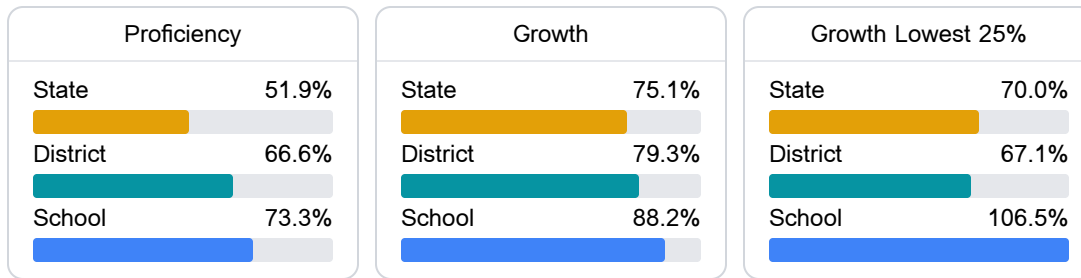 Proficiency
State 51.9%
District 66.6%
School 73.3%
Growth
State 75.1%
District 79.3%
School 88.2%
Growth Lowest 25%
State 70.0%
District 67.1%
School 106.5%